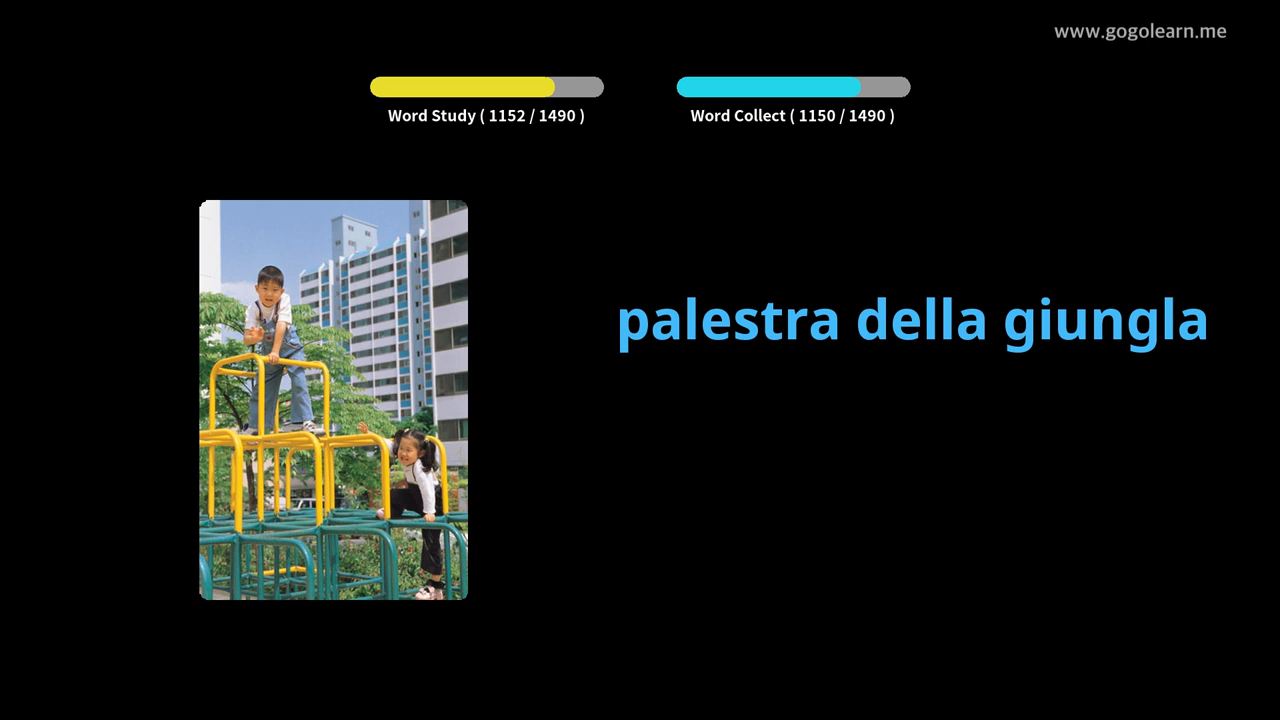 www.gogolearn.me
Word Study ( 1152 / 1490 )
Word Collect ( 1150 / 1490 )
palestra della giungla